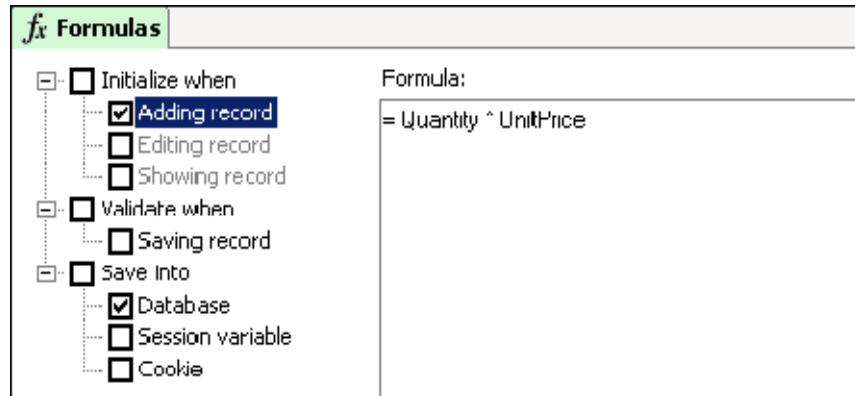 fx Formulas
Initialize when
Adding record
Editing record
Showing record
Validate when
Saving record
Save Into
Database
Session variable
Cookie
Formula:
= Quantity * UnitPrice